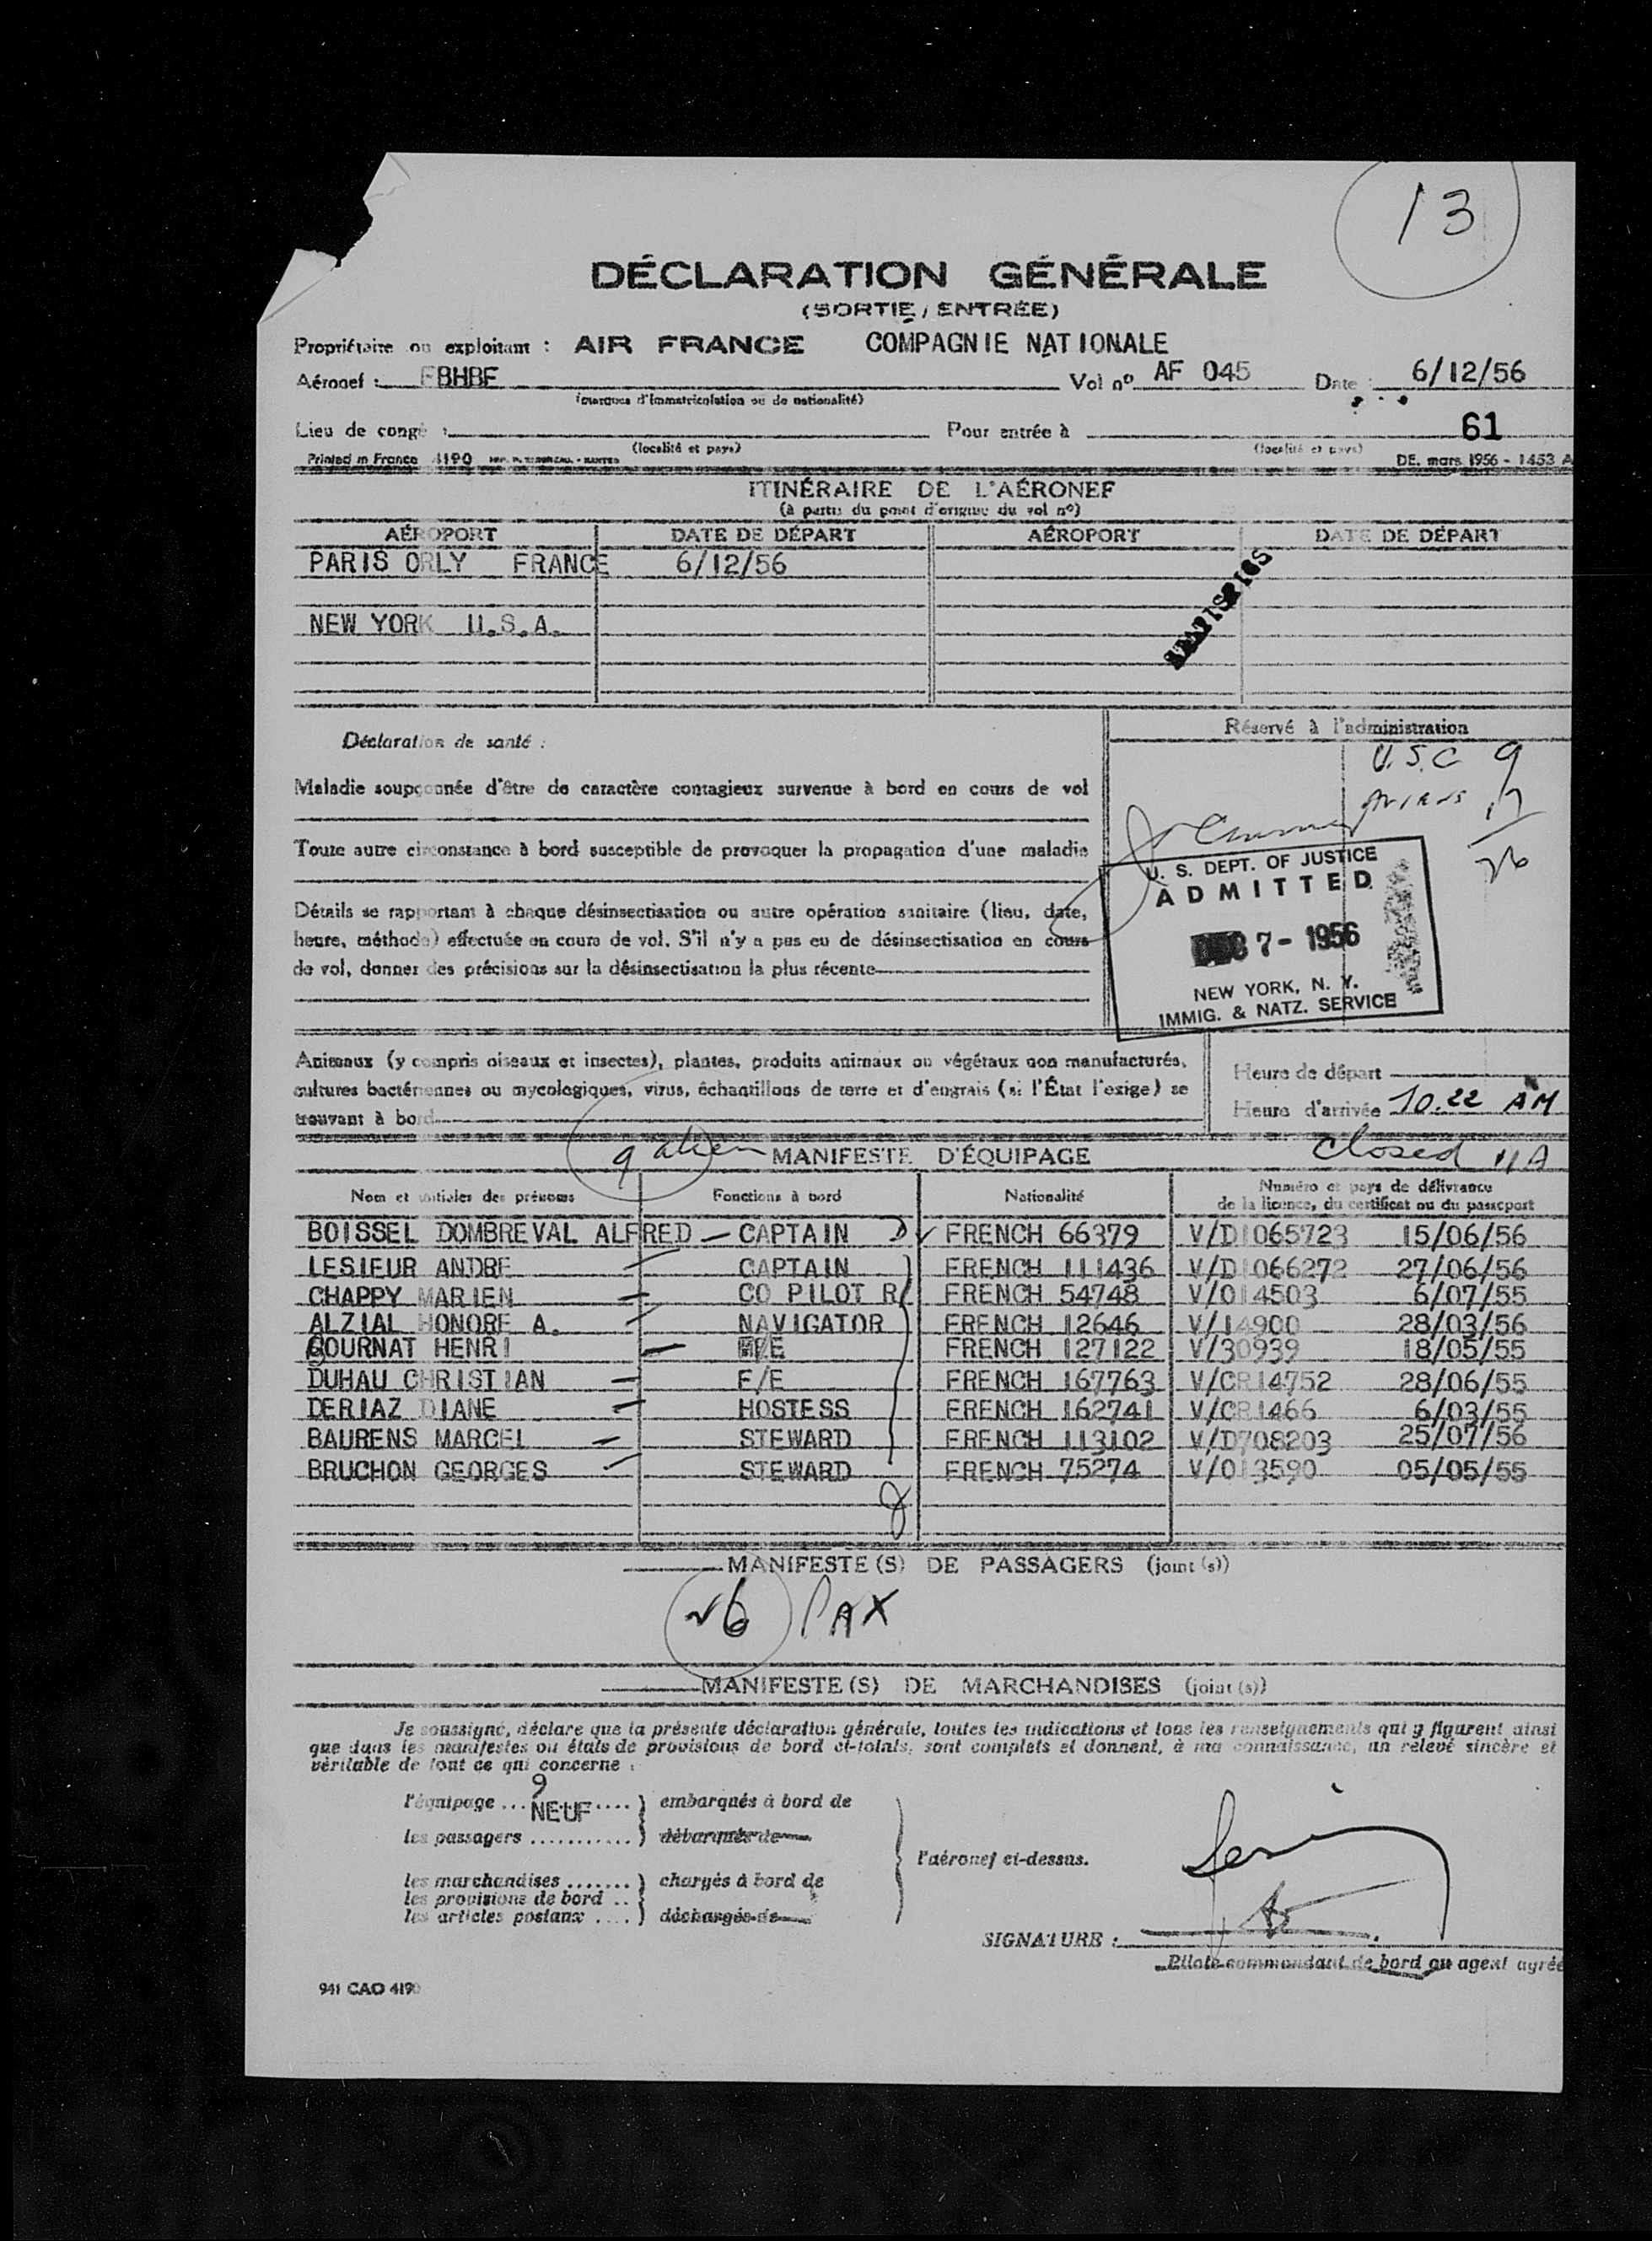 13
DÉCLARATION GÉNÉRALE
(SORTIE / ENTRÉE)
Propriétaire ou exploitant : AIR FRANCE COMPAGNIE NATIONALE
Aéronef : FBHBF Vol nº AF 045 Date : 6/12/56
(marques d'immatriculation ou de nationalité)
Lieu de congé : Pour entrée à 61
(localité et pays) (localité et pays)
Printed in France 4190 DE. mars 1956 - 1453 A
ITINÉRAIRE DE L'AÉRONEF
(à partir du point d'origine du vol nº)
AÉROPORT DATE DE DÉPART AÉROPORT DATE DE DÉPART
PARIS ORLY FRANCE 6/12/56
NEW YORK U.S.A.
Réservé à l'administration
Déclaration de santé :
U.S.C 9
Aliens 17
26
Maladie soupçonnée d'être de caractère contagieux survenue à bord en cours de vol
Toute autre circonstance à bord susceptible de provoquer la propagation d'une maladie
Détails se rapportant à chaque désinsectisation ou autre opération sanitaire (lieu, date,
heure, méthode) effectuée en cours de vol. S'il n'y a pas eu de désinsectisation en cours
de vol, donner des précisions sur la désinsectisation la plus récente
U. S. DEPT. OF JUSTICE
ADMITTED
DEC 7 - 1956
NEW YORK, N. Y.
IMMIG. & NATZ. SERVICE
Animaux (y compris oiseaux et insectes), plantes, produits animaux ou végétaux non manufacturés,
cultures bactériennes ou mycologiques, virus, échantillons de terre et d'engrais (si l'État l'exige) se
trouvant à bord
Heure de départ
Heure d'arrivée 10:22 AM
9 alien MANIFESTE D'ÉQUIPAGE closed
Nom et initiales des prénoms Fonctions à bord Nationalité Numéro et pays de délivrance
de la licence, du certificat ou du passeport
BOISSEL DOMBREVAL ALFRED CAPTAIN FRENCH 66379 V/D1065723 15/06/56
LESIEUR ANDRE CAPTAIN FRENCH 111436 V/D1066272 27/06/56
CHAPPY MARIEN CO PILOT R FRENCH 54748 V/014503 6/07/55
ALZIAL HONORE A. NAVIGATOR FRENCH 12646 V/14900 28/03/56
GOURNAT HENRI F/E FRENCH 127122 V/30939 18/05/55
DUHAU CHRISTIAN F/E FRENCH 167763 V/CR14752 28/06/55
DERIAZ DIANE HOSTESS FRENCH 162741 V/CR1466 6/03/55
BAURENS MARCEL STEWARD FRENCH 113102 V/D708203 25/07/56
BRUCHON GEORGES STEWARD FRENCH 75274 V/013590 05/05/55
MANIFESTE(S) DE PASSAGERS (joint(s))
26 PAX
MANIFESTE(S) DE MARCHANDISES (joint(s))
Je soussigné, déclare que la présente déclaration générale, toutes les indications et tous les renseignements qui y figurent ainsi
que dans les manifestes ou états de provisions de bord ci-joints, sont complets et donnent, à ma connaissance, un relevé sincère et
véritable de tout ce qui concerne :
9
l'équipage ... NEUF .... } embarqués à bord de
les passagers ........... } débarqués de
l'aéronef ci-dessus.
les marchandises ....... } chargés à bord de
les provisions de bord .. }
les articles postaux .... } déchargés de
SIGNATURE :
Pilote commandant de bord ou agent agréé
941 CAO 4190